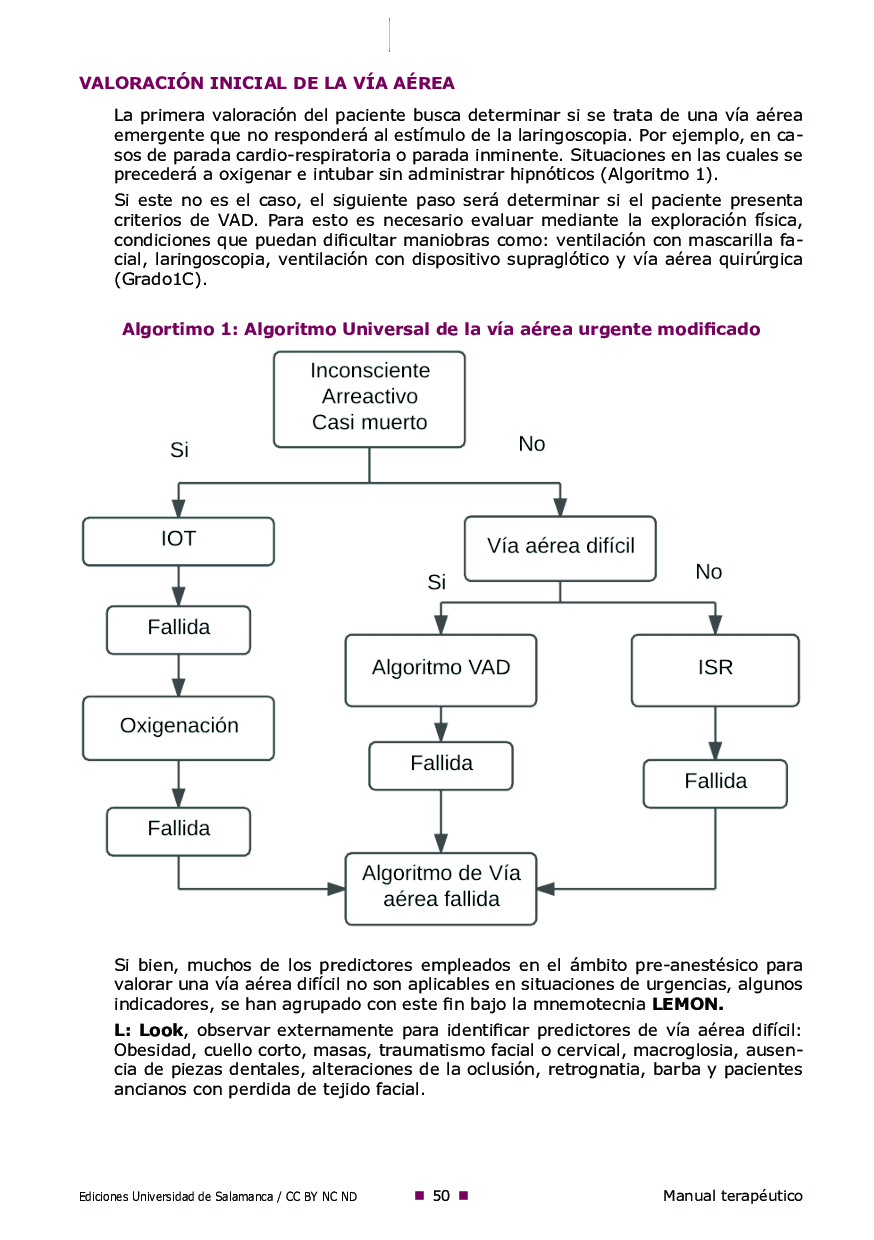 VALORACIÓN INICIAL DE LA VÍA AÉREA
La primera valoración del paciente busca determinar si se trata de una vía aérea
emergente que no responderá al estímulo de la laringoscopia. Por ejemplo, en ca-
sos de parada cardio-respiratoria o parada inminente. Situaciones en las cuales se
precederá a oxigenar e intubar sin administrar hipnóticos (Algoritmo 1).
Si este no es el caso, el siguiente paso será determinar si el paciente presenta
criterios de VAD. Para esto es necesario evaluar mediante la exploración física,
condiciones que puedan dificultar maniobras como: ventilación con mascarilla fa-
cial, laringoscopia, ventilación con dispositivo supraglótico y vía aérea quirúrgica
(Grado1C).
Algortimo 1: Algoritmo Universal de la vía aérea urgente modificado
Inconsciente
Arreactivo
Casi muerto
Si
No
IOT
Vía aérea difícil
Si
No
Fallida
Algoritmo VAD
ISR
Oxigenación
Fallida
Fallida
Fallida
Algoritmo de Vía
aérea fallida
Si bien, muchos de los predictores empleados en el ámbito pre-anestésico para
valorar una vía aérea difícil no son aplicables en situaciones de urgencias, algunos
indicadores, se han agrupado con este fin bajo la mnemotecnia LEMON.
L: Look, observar externamente para identificar predictores de vía aérea difícil:
Obesidad, cuello corto, masas, traumatismo facial o cervical, macroglosia, ausen-
cia de piezas dentales, alteraciones de la oclusión, retrognatia, barba y pacientes
ancianos con perdida de tejido facial.
Ediciones Universidad de Salamanca / CC BY NC ND
50
Manual terapéutico